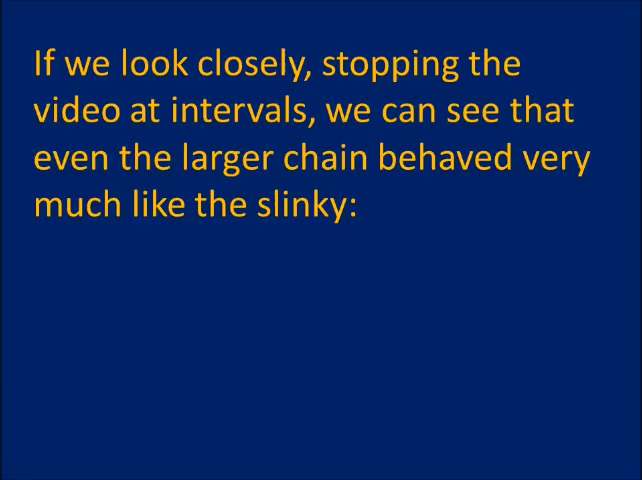 If we look closely, stopping the
video at intervals, we can see that
even the larger chain behaved very
much like the slinky: